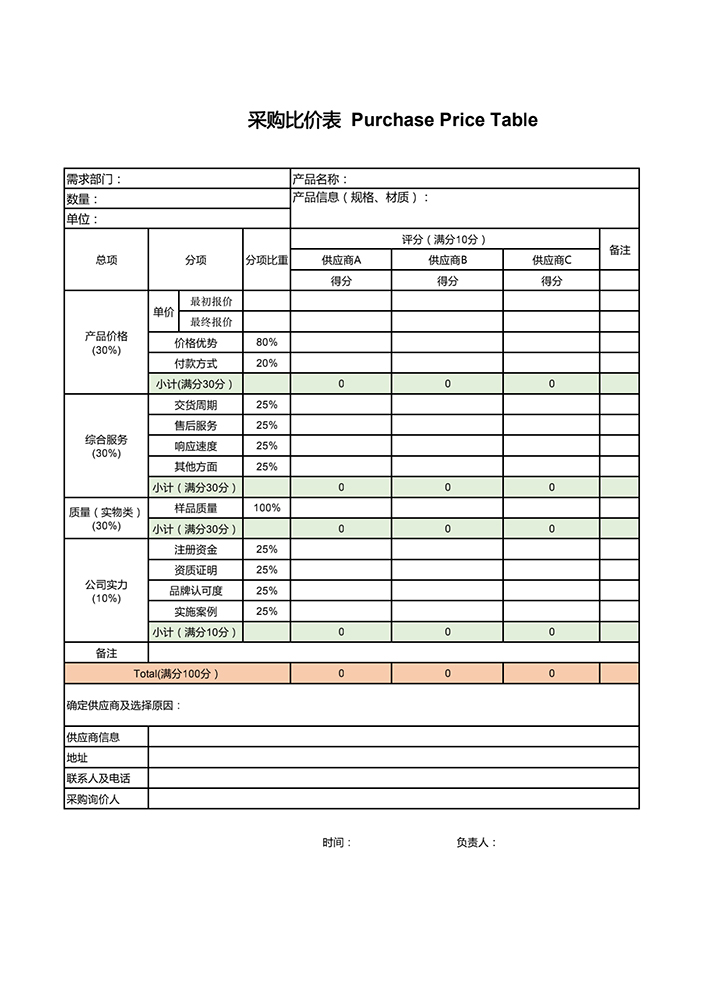 采购比价表 Purchase Price Table
需求部门： 产品名称：
数量： 产品信息（规格、材质）：
单位：
总项 分项 分项比重 评分（满分10分） 备注
供应商A 供应商B 供应商C
得分 得分 得分
产品价格
(30%)
单价 最初报价
最终报价
价格优势 80%
付款方式 20%
小计(满分30分） 0 0 0
综合服务
(30%)
交货周期 25%
售后服务 25%
响应速度 25%
其他方面 25%
小计（满分30分） 0 0 0
质量（实物类）
(30%)
样品质量 100%
小计（满分30分） 0 0 0
公司实力
(10%)
注册资金 25%
资质证明 25%
品牌认可度 25%
实施案例 25%
小计（满分10分） 0 0 0
备注
Total(满分100分） 0 0 0
确定供应商及选择原因：
供应商信息
地址
联系人及电话
采购询价人
时间： 负责人：